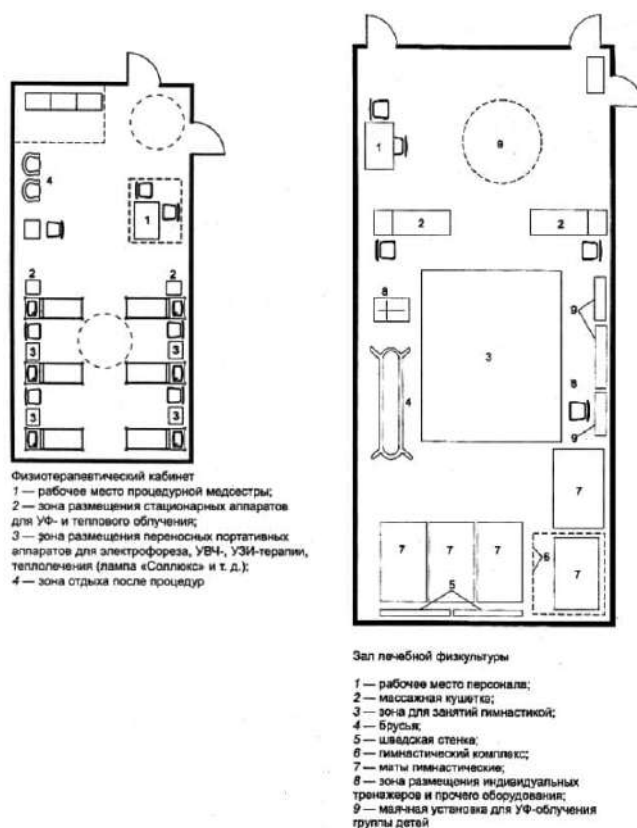 4
1
2
2
3
3
3
3
Физиотерапевтический кабинет
1 — рабочее место процедурной медсестры;
2 — зона размещения стационарных аппаратов
для УФ- и теплового облучения;
3 — зона размещения переносных портативных
аппаратов для электрофореза, УВЧ-, УЗИ-терапии,
теплолечения (лампа «Соллюкс» и т. д.);
4 — зона отдыха после процедур
1
9
2
2
8
3
9
4
8
9
7
7
7
7
6
7
5
Зал лечебной физкультуры
1 — рабочее место персонала;
2 — массажная кушетка;
3 — зона для занятий гимнастикой;
4 — брусья;
5 — шведская стенка;
6 — гимнастический комплекс;
7 — маты гимнастические;
8 — зона размещения индивидуальных
тренажеров и прочего оборудования;
9 — маячная установка для УФ-облучения
группы детей